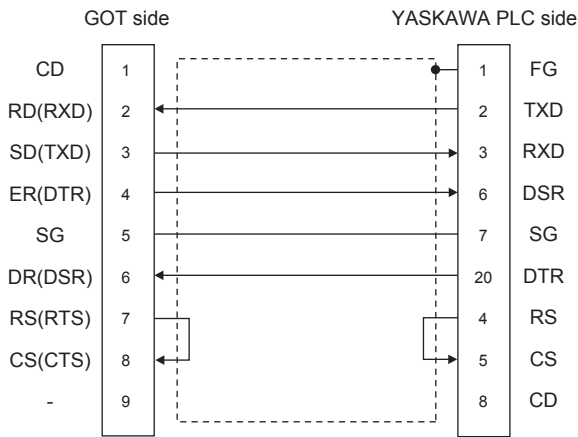 GOT side YASKAWA PLC side
CD 1 1 FG
RD(RXD) 2 2 TXD
SD(TXD) 3 3 RXD
ER(DTR) 4 6 DSR
SG 5 7 SG
DR(DSR) 6 20 DTR
RS(RTS) 7 4 RS
CS(CTS) 8 5 CS
- 9 8 CD